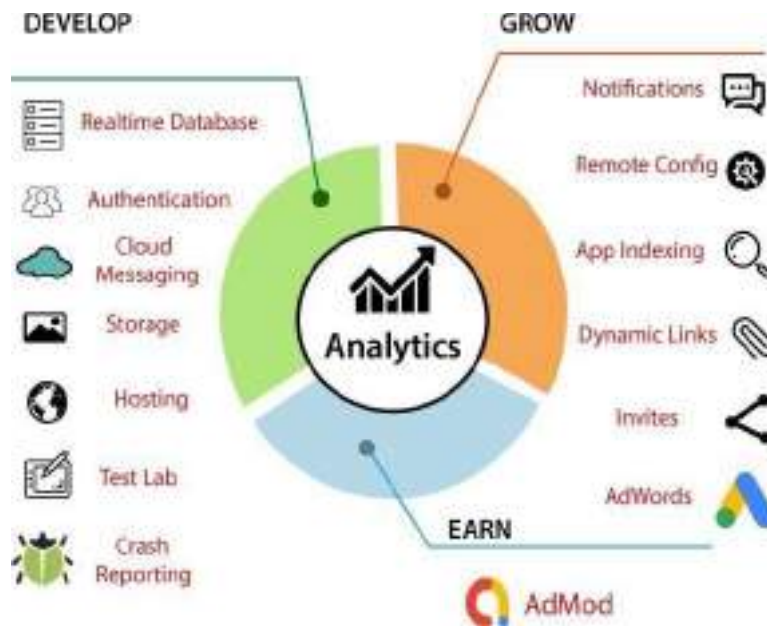 DEVELOP
Realtime Database
Authentication
Cloud
Messaging
Storage
Hosting
Test Lab
Crash
Reporting
GROW
Notifications
Remote Config
App Indexing
Dynamic Links
Invites
AdWords
Analytics
EARN
AdMod